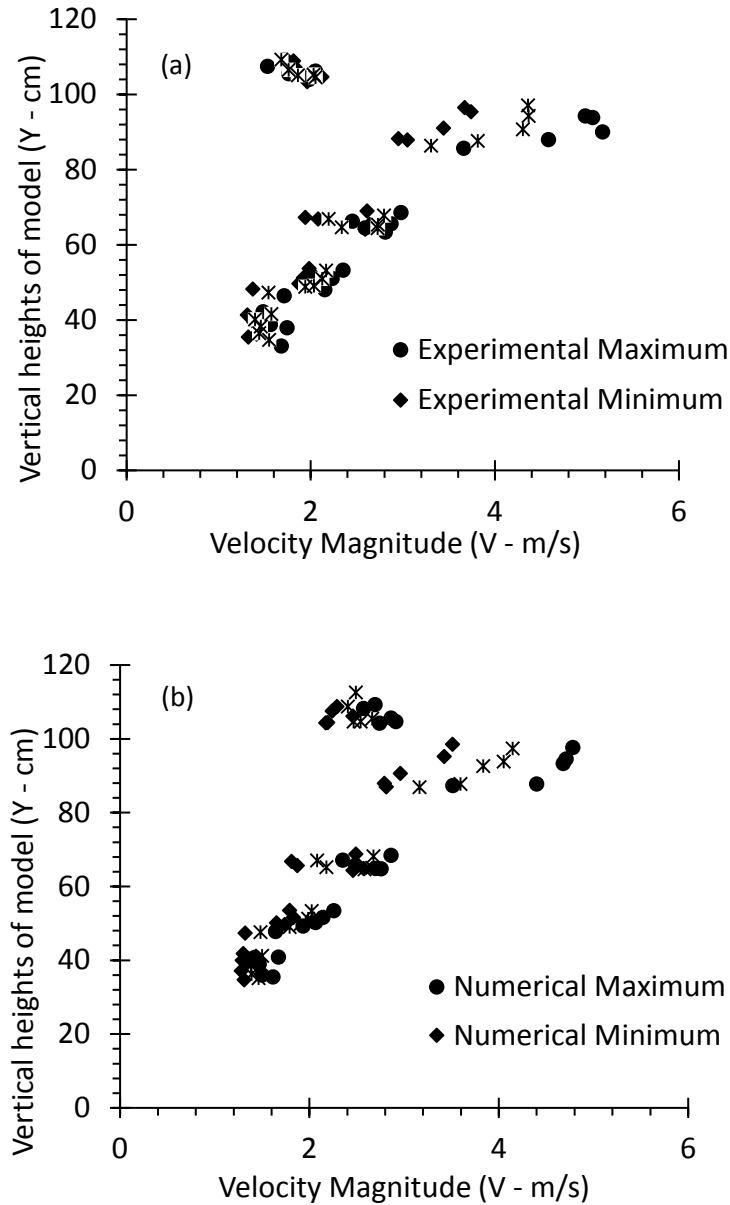 120
(a)
100
80
60
40
20
0
Vertical heights of model (Y - cm)
Experimental Maximum
Experimental Minimum
0 2 4 6
Velocity Magnitude (V - m/s)
120
(b)
100
80
60
40
20
0
Vertical heights of model (Y - cm)
Numerical Maximum
Numerical Minimum
0 2 4 6
Velocity Magnitude (V - m/s)